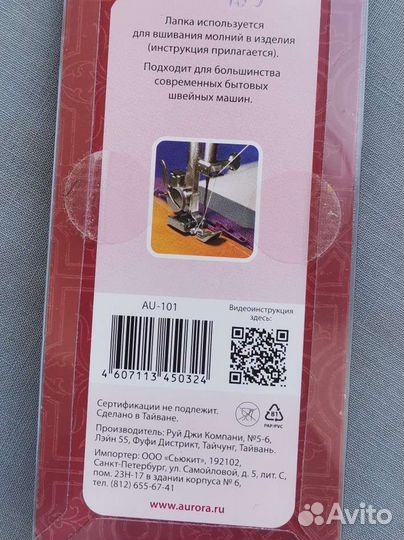 Лапка используется
для вшивания молний в изделия
(инструкция прилагается).
Подходит для большинства
современных бытовых
швейных машин.
AU-101
Видеоинструкция
здесь:
4 607113 450324
Сертификации не подлежит.
Сделано в Тайване.
81
PAP/PVC
Производитель: Руй Джи Компани, №5-6,
Лэйн 55, Фуфи Дистрикт, Тайчунг, Тайвань.
Импортер: ООО «Сьюкит», 192102,
Санкт-Петербург, ул. Самойловой, д. 5, лит. С,
пом. 23Н-17 в здании корпуса № 6,
тел. (812) 655-67-41
www.aurora.ru
Avito